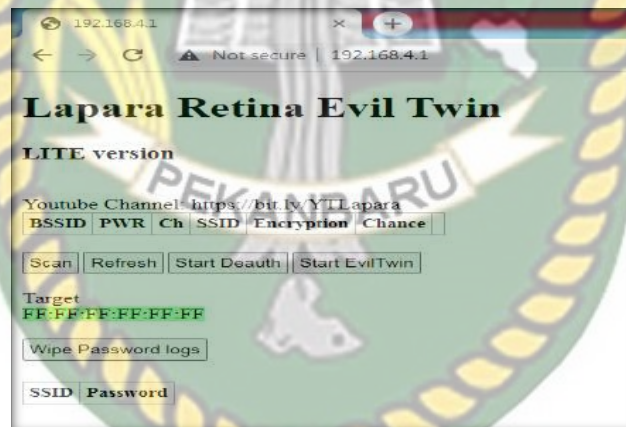 192.168.4.1
Not secure | 192.168.4.1
Lapara Retina Evil Twin
LITE version
PEKANBARU
Youtube Channel: https://bit.ly/YTLapara
BSSID PWR Ch SSID Encryption Chance
Scan Refresh Start Deauth Start EvilTwin
Target
FF:FF:FF:FF:FF:FF
Wipe Password logs
SSID Password